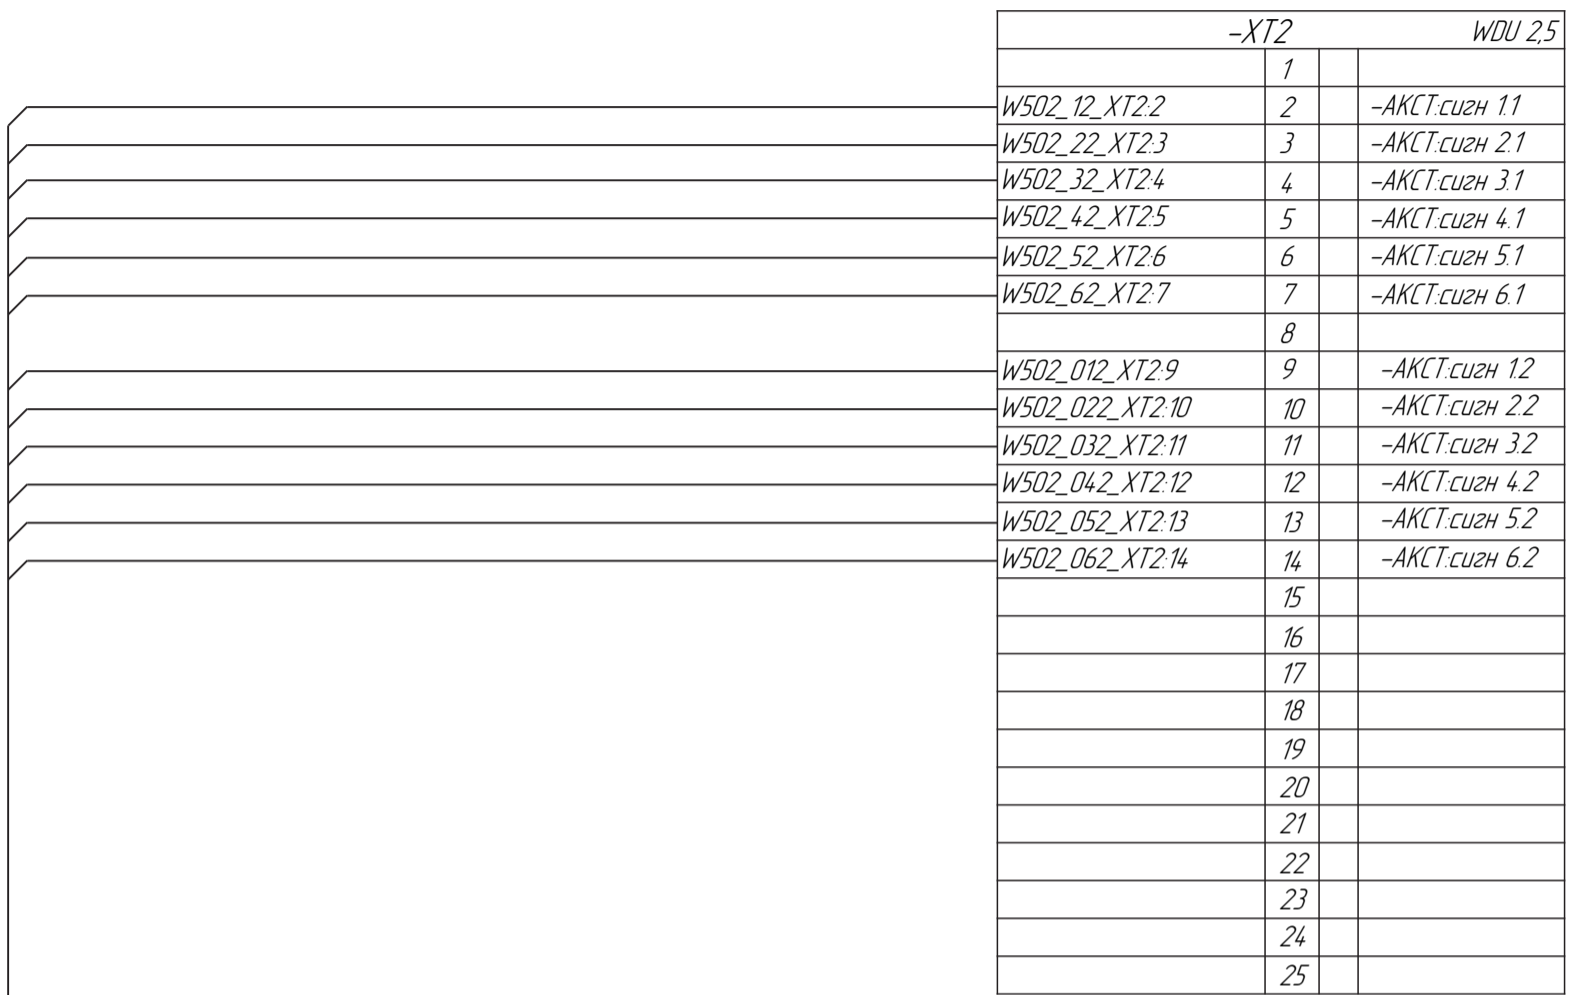 -XT2 WDU 2,5
1
W502_12_XT2:2 2 -АКСТ:сигн 1.1
W502_22_XT2:3 3 -АКСТ:сигн 2.1
W502_32_XT2:4 4 -АКСТ:сигн 3.1
W502_42_XT2:5 5 -АКСТ:сигн 4.1
W502_52_XT2:6 6 -АКСТ:сигн 5.1
W502_62_XT2:7 7 -АКСТ:сигн 6.1
8
W502_012_XT2:9 9 -АКСТ:сигн 1.2
W502_022_XT2:10 10 -АКСТ:сигн 2.2
W502_032_XT2:11 11 -АКСТ:сигн 3.2
W502_042_XT2:12 12 -АКСТ:сигн 4.2
W502_052_XT2:13 13 -АКСТ:сигн 5.2
W502_062_XT2:14 14 -АКСТ:сигн 6.2
15
16
17
18
19
20
21
22
23
24
25